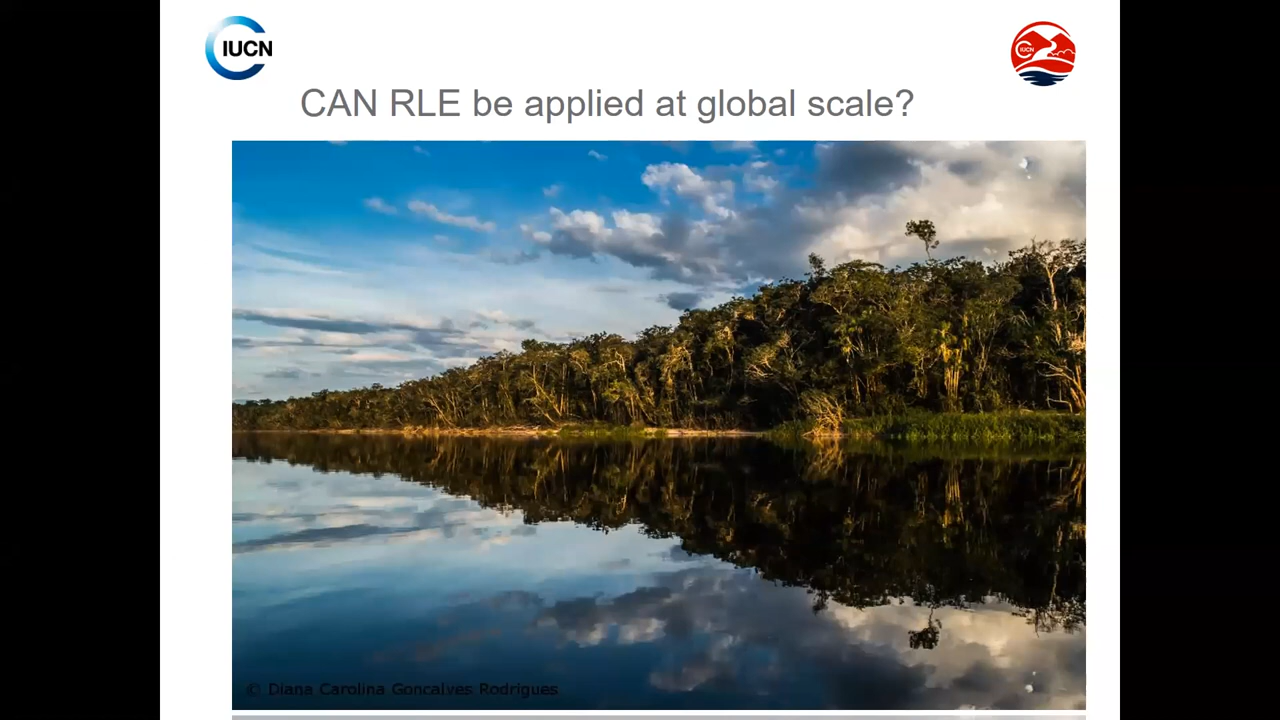 IUCN
IUCN
CAN RLE be applied at global scale?
© Diana Carolina Goncalves Rodrigues